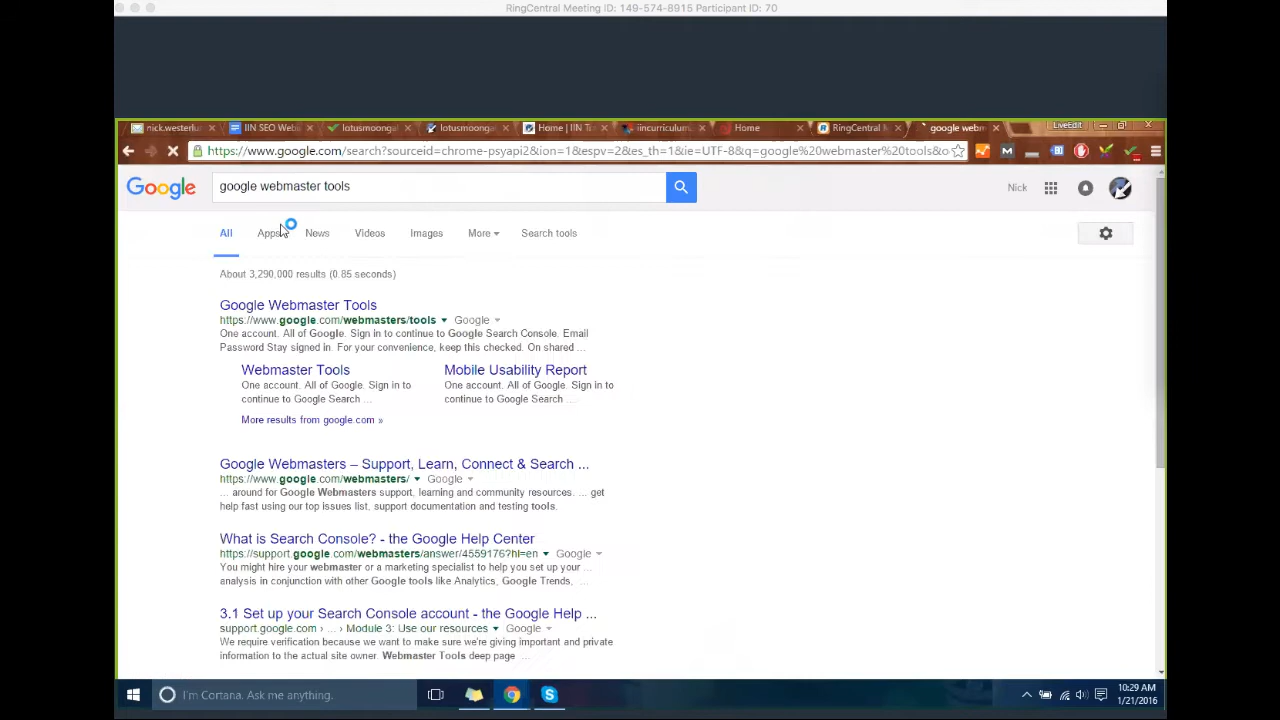 RingCentral Meeting ID: 149-574-8915 Participant ID: 70
nick.westerlu IIN SEO Webi lotusmoonga lotusmoonga Home | IIN T iincurriculum Home RingCentral M google webm LiveEdit
https://www.google.com/search?sourceid=chrome-psyapi2&ion=1&espv=2&es_th=1&ie=UTF-8&q=google%20webmaster%20tools&o
Google google webmaster tools Nick
All Apps News Videos Images More Search tools
About 3,290,000 results (0.85 seconds)
Google Webmaster Tools
https://www.google.com/webmasters/tools Google
One account. All of Google. Sign in to continue to Google Search Console. Email
Password Stay signed in. For your convenience, keep this checked. On shared ...
Webmaster Tools Mobile Usability Report
One account. All of Google. Sign in to One account. All of Google. Sign in to
continue to Google Search ... continue to Google Search ...
More results from google.com »
Google Webmasters – Support, Learn, Connect & Search ...
https://www.google.com/webmasters/ Google
... around for Google Webmasters support, learning and community resources. ... get
help fast using our top issues list, support documentation and testing tools.
What is Search Console? - the Google Help Center
https://support.google.com/webmasters/answer/4559176?hl=en Google
You might hire your webmaster or a marketing specialist to help you set up your ...
analysis in conjunction with other Google tools like Analytics, Google Trends, ...
3.1 Set up your Search Console account - the Google Help ...
support.google.com › ... › Module 3: Use our resources Google
We require verification because we want to make sure we're giving important and private
information to the actual site owner. Webmaster Tools deep page ...
I'm Cortana. Ask me anything. 10:29 AM
1/21/2016